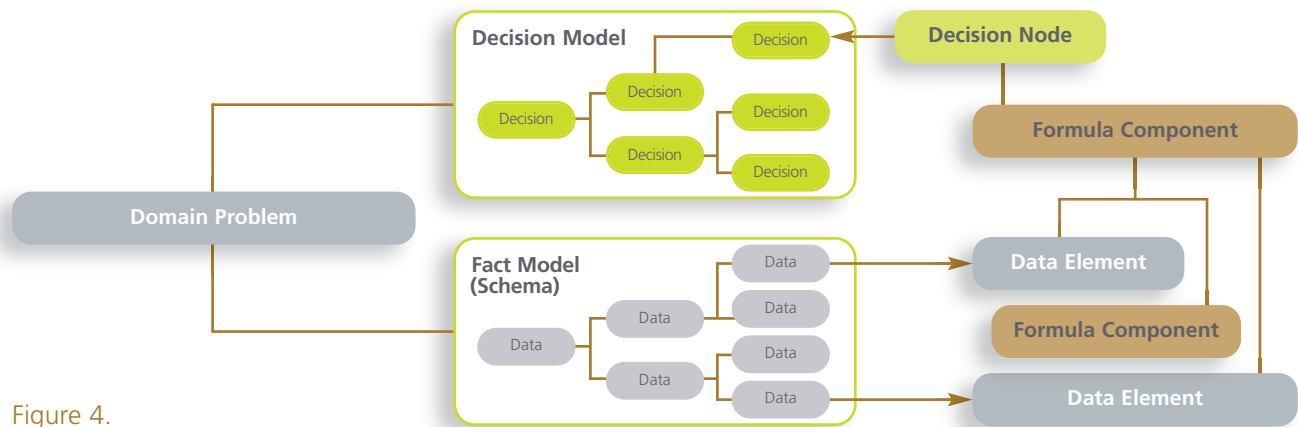 Decision Model
Decision
Decision Node
Decision
Decision
Decision
Decision
Decision
Formula Component
Domain Problem
Fact Model
(Schema)
Data
Data Element
Data
Data
Formula Component
Data
Data
Data
Data
Data Element
Figure 4.